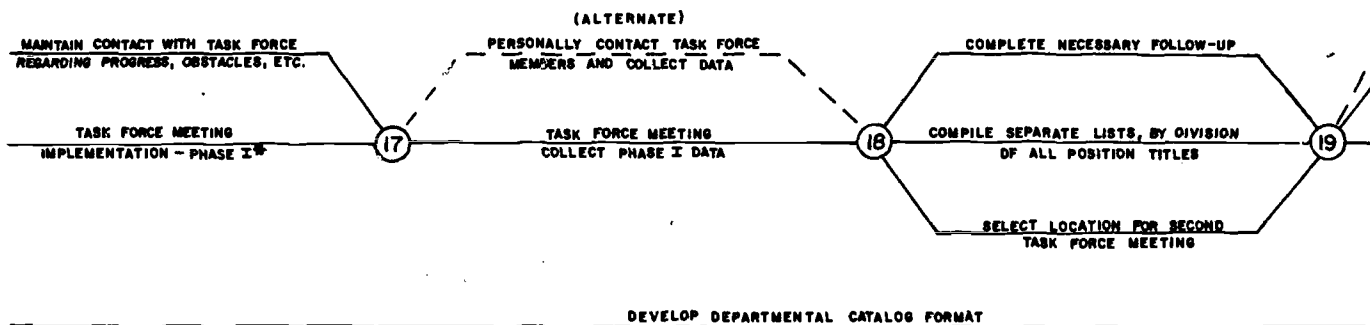 (ALTERNATE)
MAINTAIN CONTACT WITH TASK FORCE
REGARDING PROGRESS, OBSTACLES, ETC.
PERSONALLY CONTACT TASK FORCE
MEMBERS AND COLLECT DATA
COMPLETE NECESSARY FOLLOW-UP
TASK FORCE MEETING
IMPLEMENTATION - PHASE I*
17
TASK FORCE MEETING
COLLECT PHASE I DATA
18
COMPILE SEPARATE LISTS, BY DIVISION
OF ALL POSITION TITLES
19
SELECT LOCATION FOR SECOND
TASK FORCE MEETING
DEVELOP DEPARTMENTAL CATALOG FORMAT